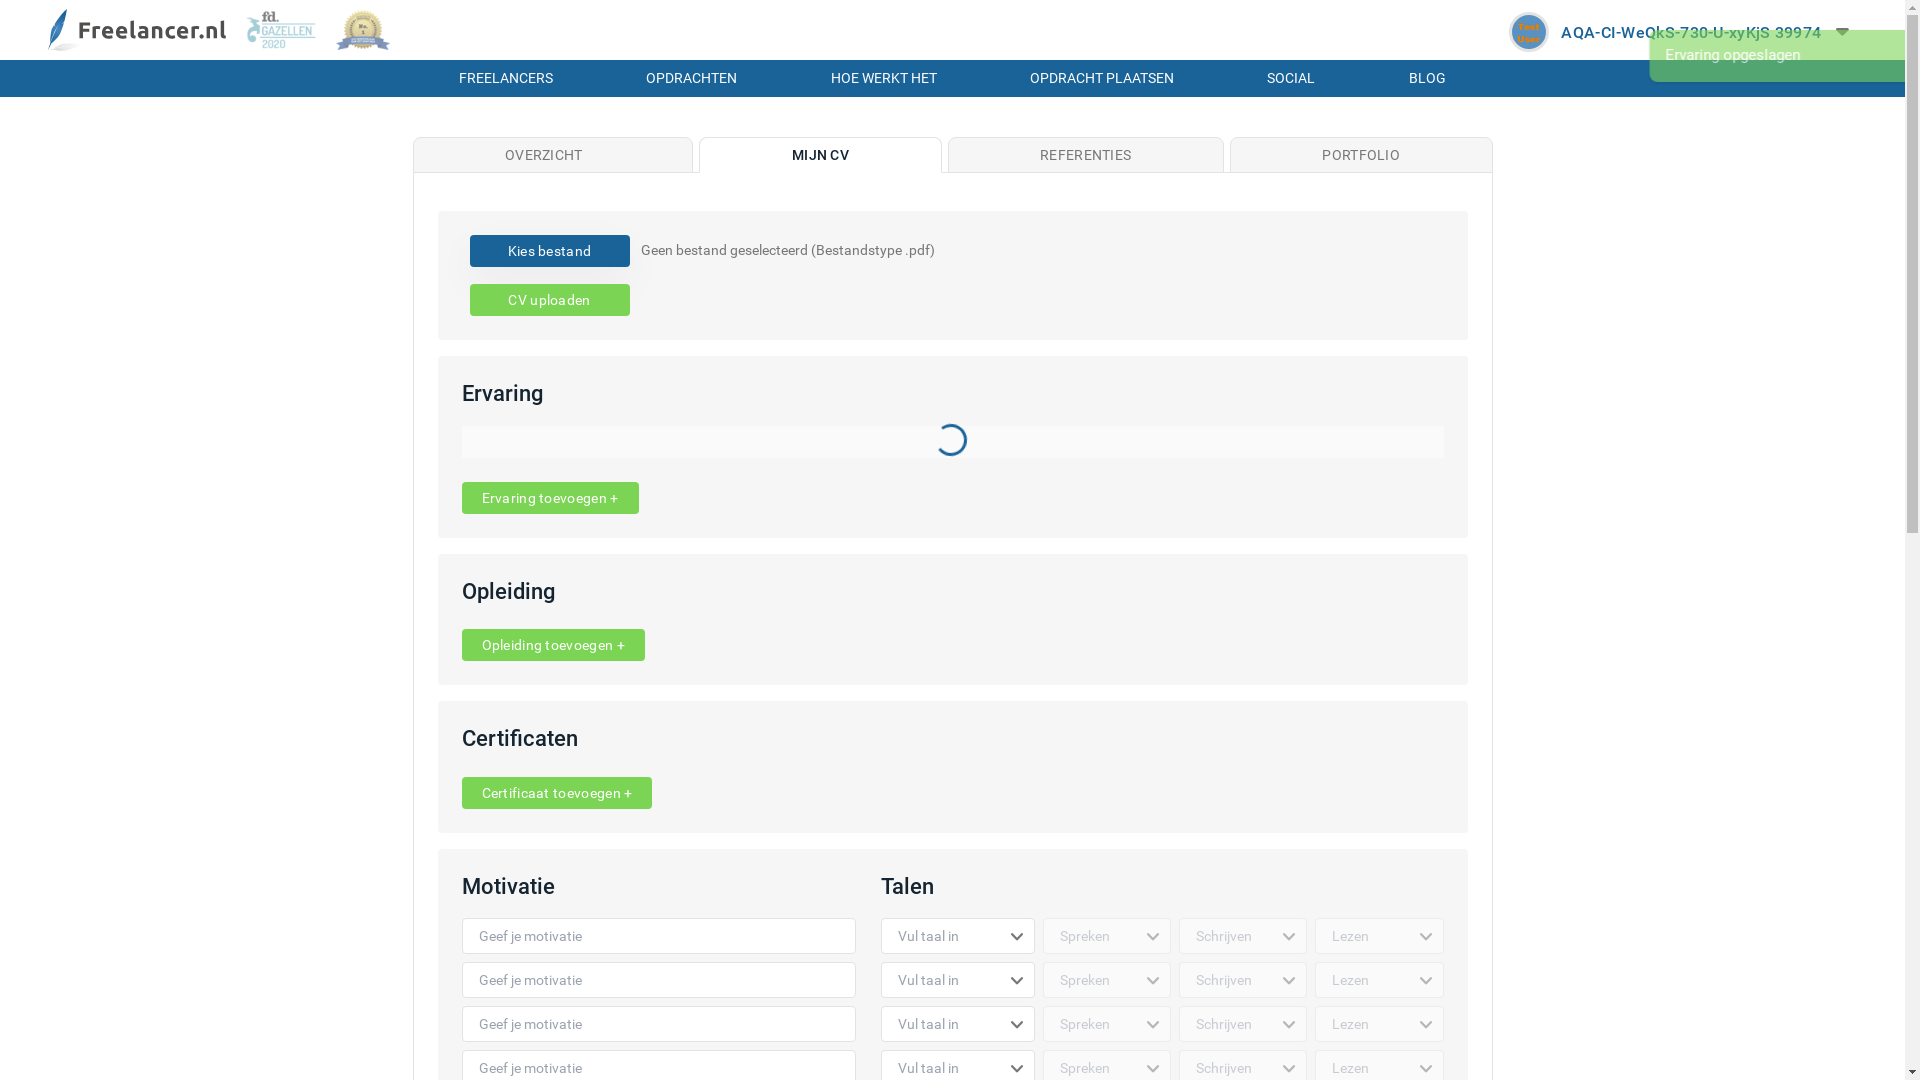 Freelancer.nl
fd.
GAZELLEN
2020
No.
1
AQA-CI-WeQkS-730-U-xyKjS 39974
Ervaring opgeslagen
FREELANCERS
OPDRACHTEN
HOE WERKT HET
OPDRACHT PLAATSEN
SOCIAL
BLOG
OVERZICHT
MIJN CV
REFERENTIES
PORTFOLIO
Kies bestand
Geen bestand geselecteerd (Bestandstype .pdf)
CV uploaden
Ervaring
Ervaring toevoegen +
Opleiding
Opleiding toevoegen +
Certificaten
Certificaat toevoegen +
Motivatie
Talen
Geef je motivatie
Vul taal in
Spreken
Schrijven
Lezen
Geef je motivatie
Vul taal in
Spreken
Schrijven
Lezen
Geef je motivatie
Vul taal in
Spreken
Schrijven
Lezen
Geef je motivatie
Vul taal in
Spreken
Schrijven
Lezen